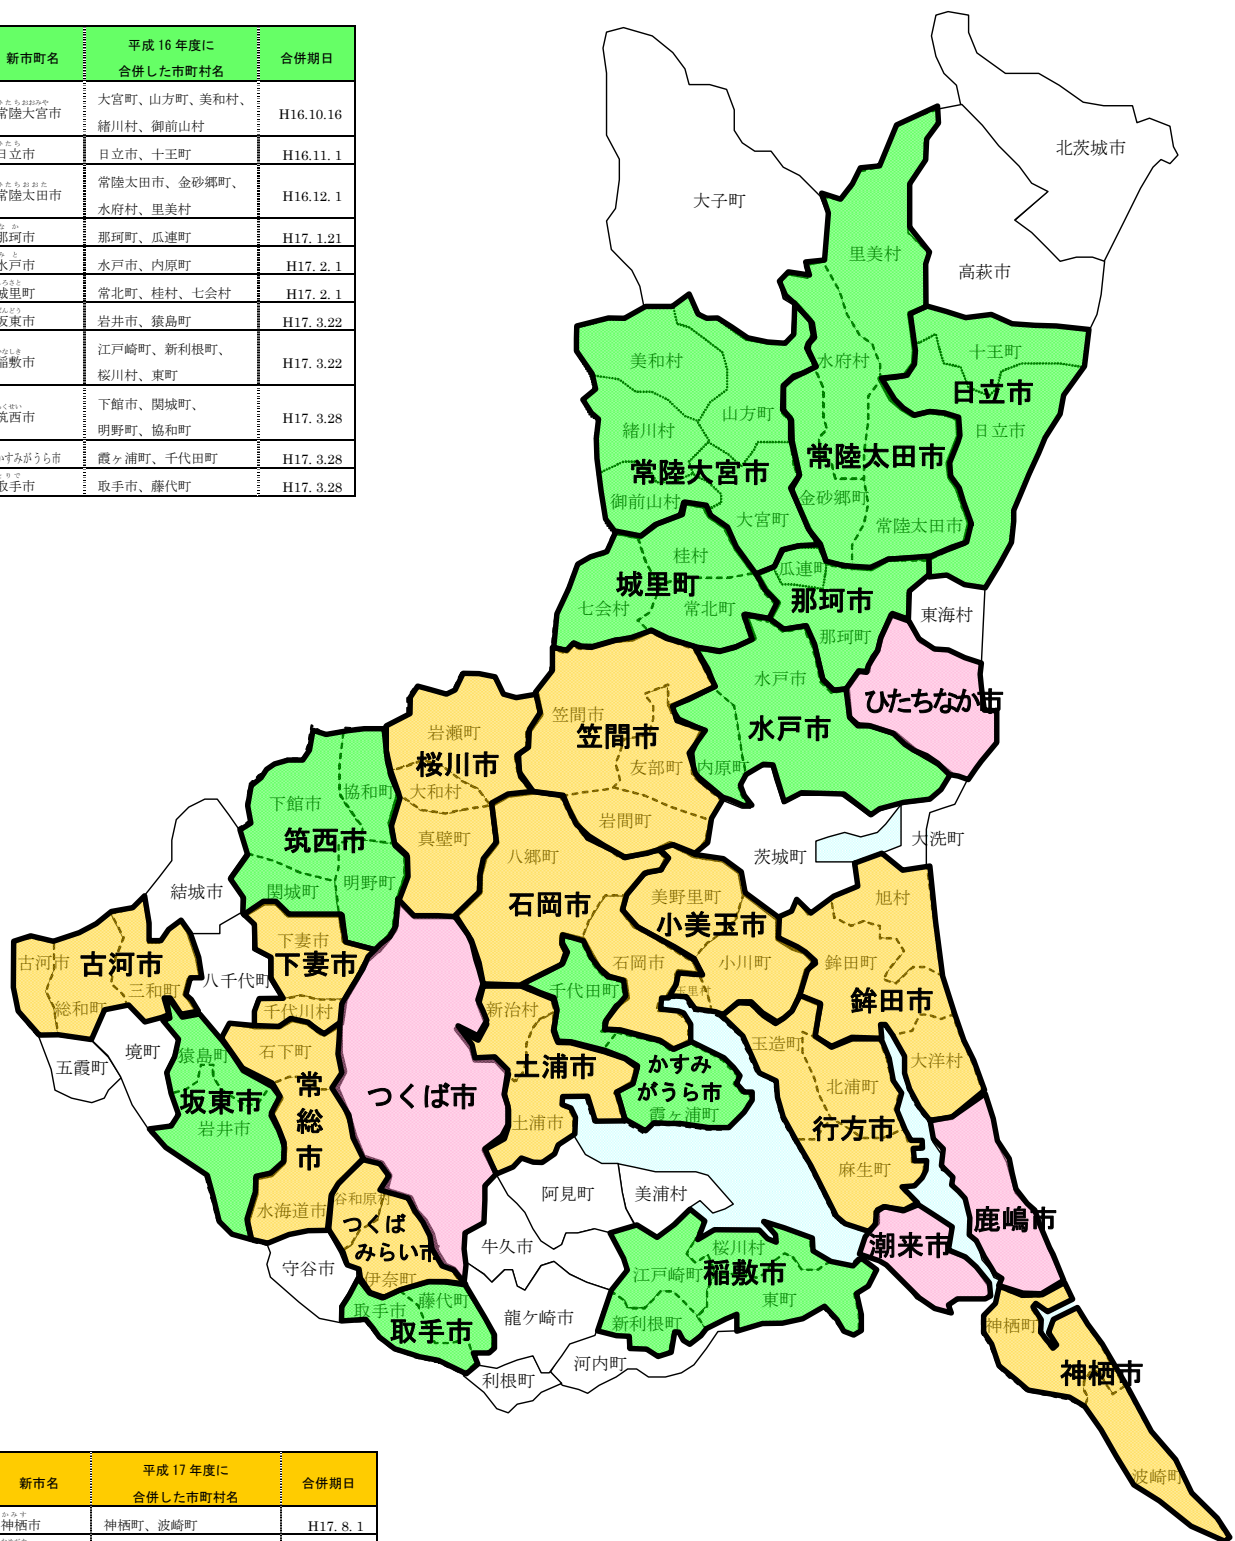 新市町名 平成 16 年度に 合併した市町村名 合併期日
常陸大宮市 大宮町、山方町、美和村、 H16.10.16
緒川村、御前山村
日立市 日立市、十王町 H16.11. 1
常陸太田市 常陸太田市、金砂郷町、 H16.12. 1
水府村、里美村
那珂市 那珂町、瓜連町 H17. 1.21
水戸市 水戸市、内原町 H17. 2. 1
城里町 常北町、桂村、七会村 H17. 2. 1
坂東市 岩井市、猿島町 H17. 3.22
稲敷市 江戸崎町、新利根町、 H17. 3.22
桜川村、東町
筑西市 下館市、関城町、 H17. 3.28
明野町、協和町
かすみがうら市 霞ヶ浦町、千代田町 H17. 3.28
取手市 取手市、藤代町 H17. 3.28
北茨城市
大子町
里美村
高萩市
十王町
美和村
水府村
日立市
山方町
緒川村
日立市
常陸太田市
常陸大宮市
御前山村
金砂郷町
大宮町
常陸太田市
桂村
瓜連町
城里町
那珂市
七会村
常北町
東海村
那珂町
水戸市
ひたちなか市
笠間市
水戸市
岩瀬町
笠間市
桜川市
友部町
内原町
協和町
大和村
下館市
岩間町
筑西市
真壁町
大洗町
八郷町
茨城町
明野町
関城町
結城市
美野里町
旭村
石岡市
小美玉市
下妻市
古河市
古河市
下妻市
石岡市
小川町
鉾田町
八千代町
三和町
千代田町
玉里村
鉾田市
総和町
千代川村
新治村
玉造町
境町
猿島町
石下町
五霞町
土浦市
かすみ
がうら市
大洋村
北浦町
坂東市
常
総
市
つくば市
岩井市
土浦市
霞ヶ浦町
行方市
麻生町
阿見町
美浦村
谷和原村
水海道市
つくば
みらい市
鹿嶋市
潮来市
牛久市
桜川村
守谷市
伊奈町
江戸崎町
稲敷市
東町
藤代町
取手市
龍ケ崎市
新利根町
取手市
神栖町
河内町
利根町
神栖市
波崎町
新市名 平成 17 年度に 合併した市町村名 合併期日
神栖市 神栖町、波崎町 H17. 8. 1